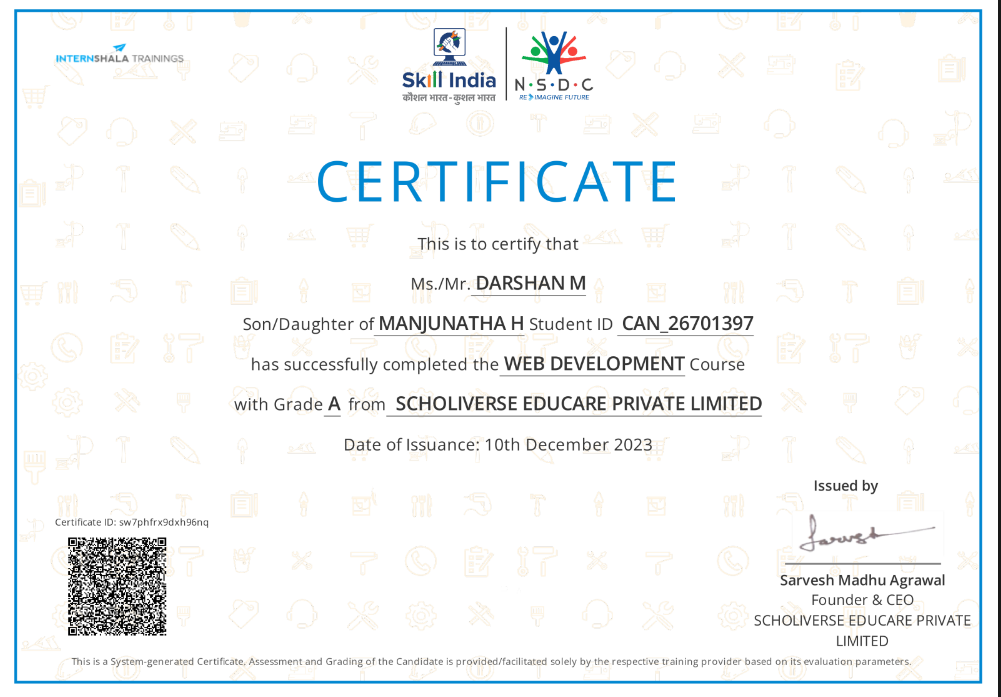 INTERNSHALA TRAININGS
Skill India
कौशल भारत-कुशल भारत
N·S·D·C
RE IMAGINE FUTURE
CERTIFICATE
This is to certify that
Ms./Mr. DARSHAN M
Son/Daughter of MANJUNATHA H Student ID CAN_26701397
has successfully completed the WEB DEVELOPMENT Course
with Grade A from SCHOLIVERSE EDUCARE PRIVATE LIMITED
Date of Issuance: 10th December 2023
Issued by
Certificate ID: sw7phfrx9dxh96nq
Sarvesh Madhu Agrawal
Founder & CEO
SCHOLIVERSE EDUCARE PRIVATE
LIMITED
This is a System-generated Certificate. Assessment and Grading of the Candidate is provided/facilitated solely by the respective training provider based on its evaluation parameters.